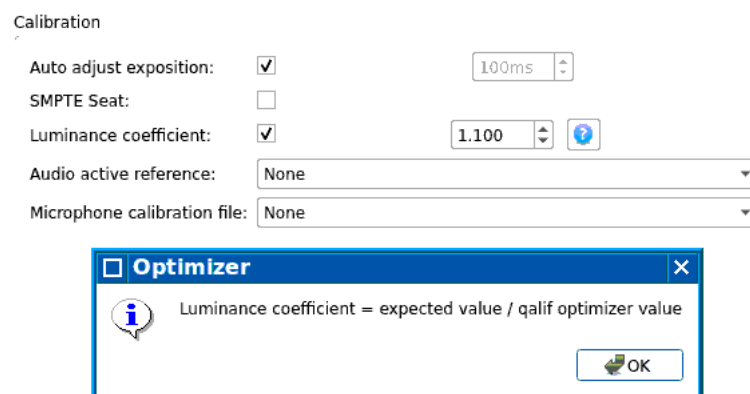 Calibration
Auto adjust exposition: 100ms
SMPTE Seat:
Luminance coefficient: 1.100
Audio active reference: None
Microphone calibration file: None
Optimizer
Luminance coefficient = expected value / qalif optimizer value
OK